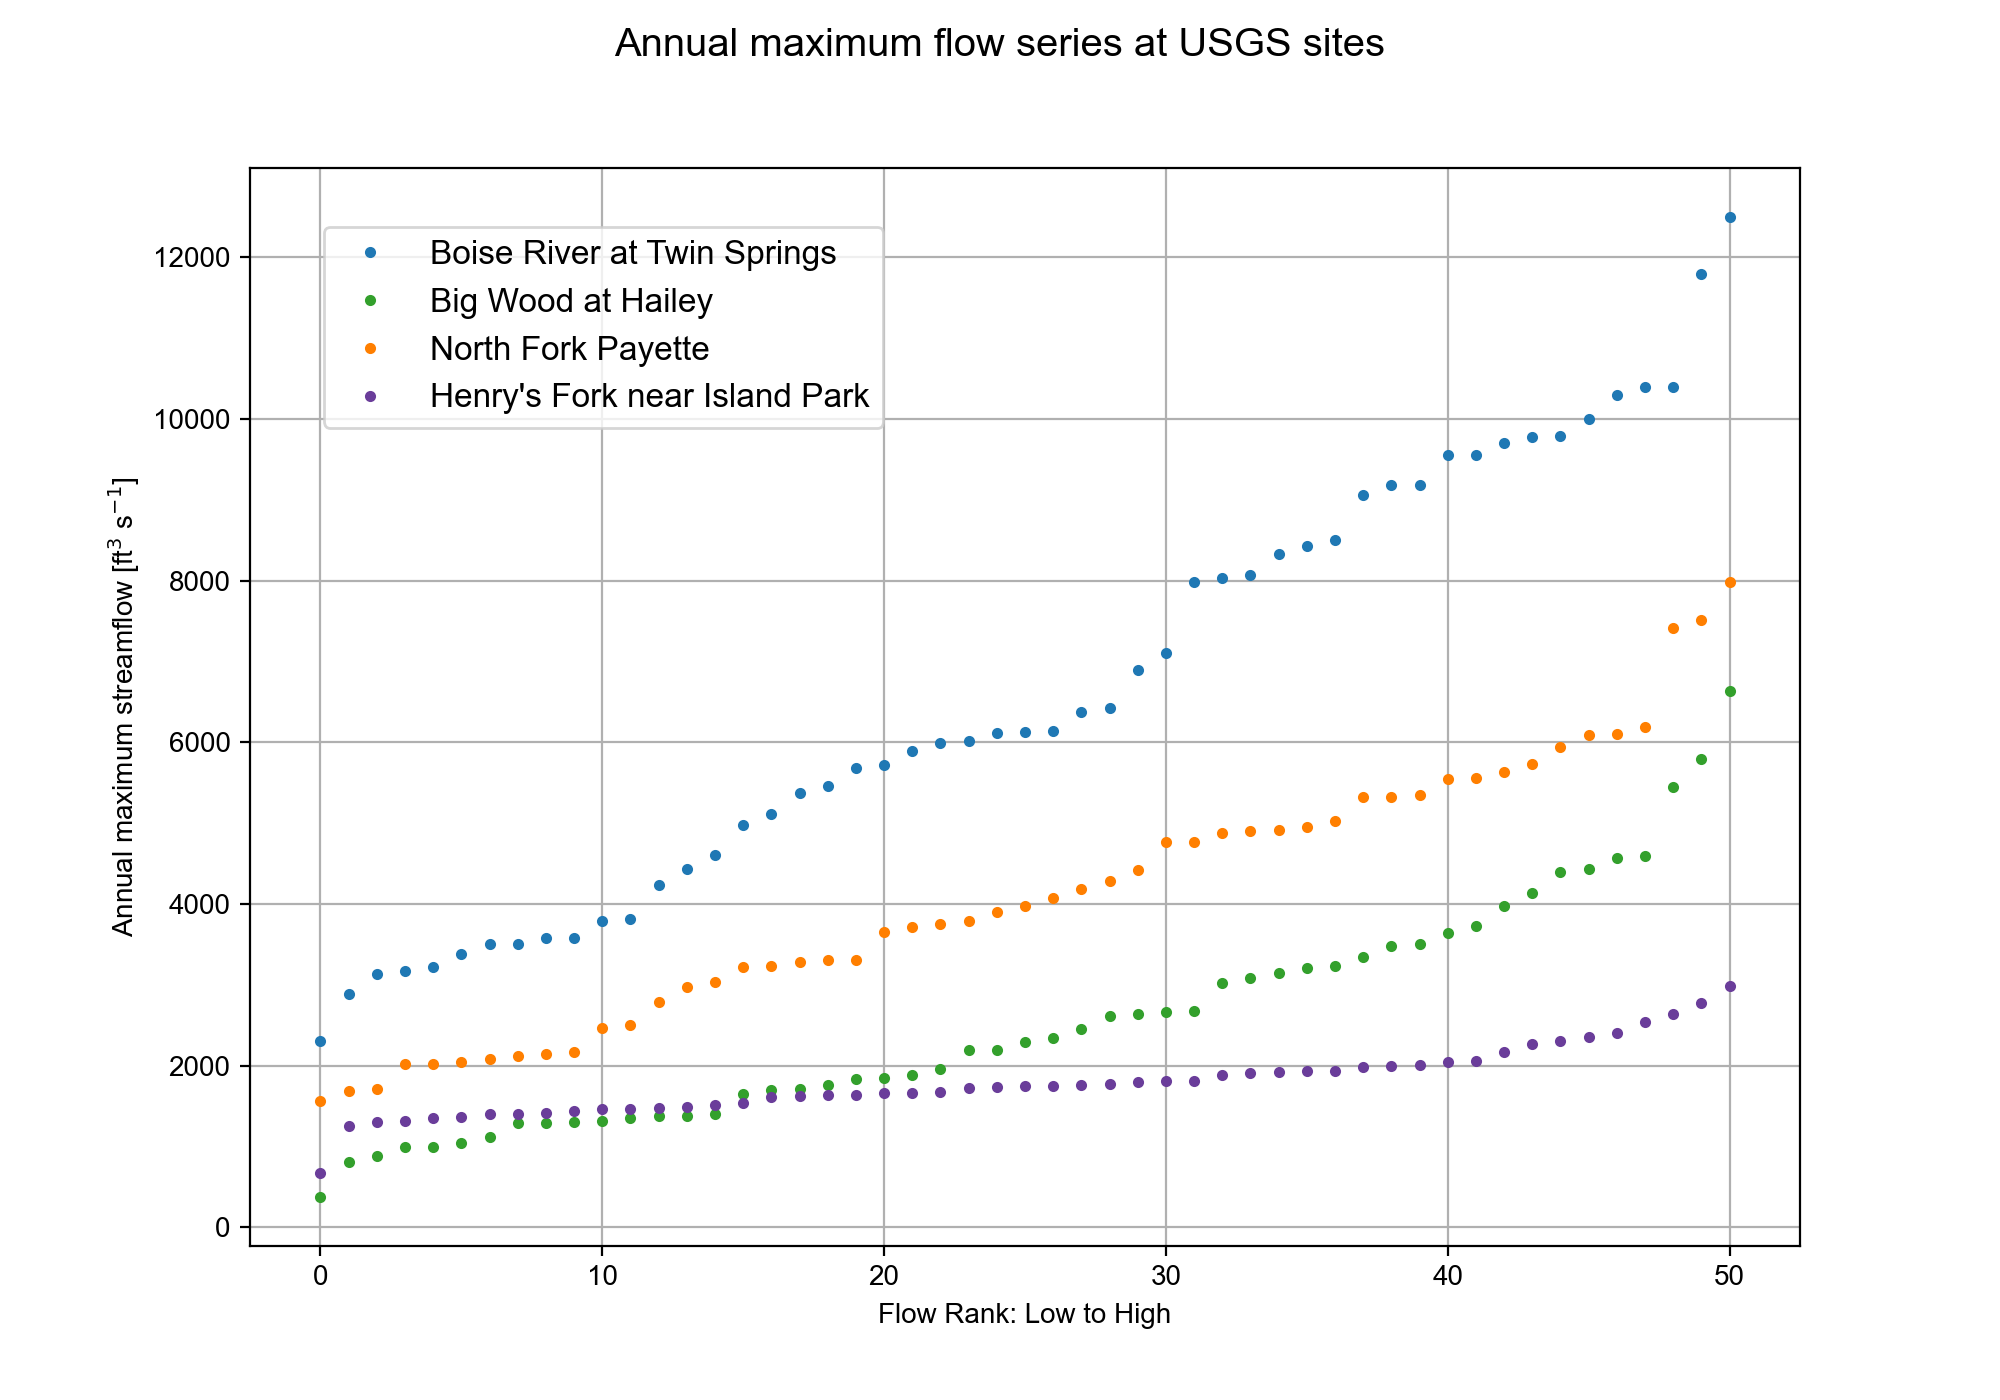 Annual maximum flow series at USGS sites
Boise River at Twin Springs
Big Wood at Hailey
North Fork Payette
Henry's Fork near Island Park
Annual maximum streamflow [ft³ s⁻¹]
12000
10000
8000
6000
4000
2000
0
0 10 20 30 40 50
Flow Rank: Low to High